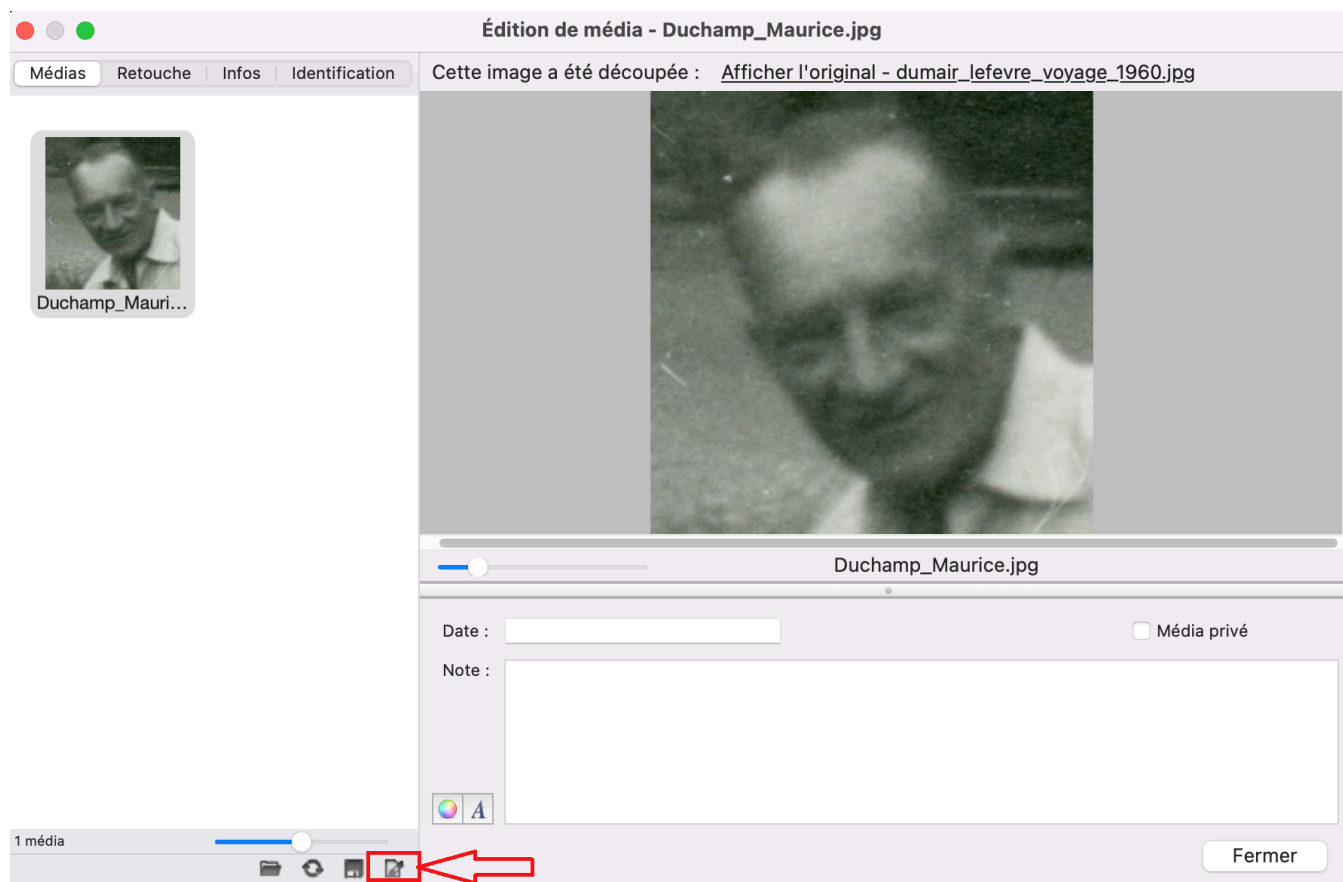 Édition de média - Duchamp_Maurice.jpg
Médias Retouche Infos Identification
Cette image a été découpée : Afficher l'original - dumair_lefevre_voyage_1960.jpg
Duchamp_Mauri...
Duchamp_Maurice.jpg
Date :
Média privé
Note :
A
1 média
Fermer